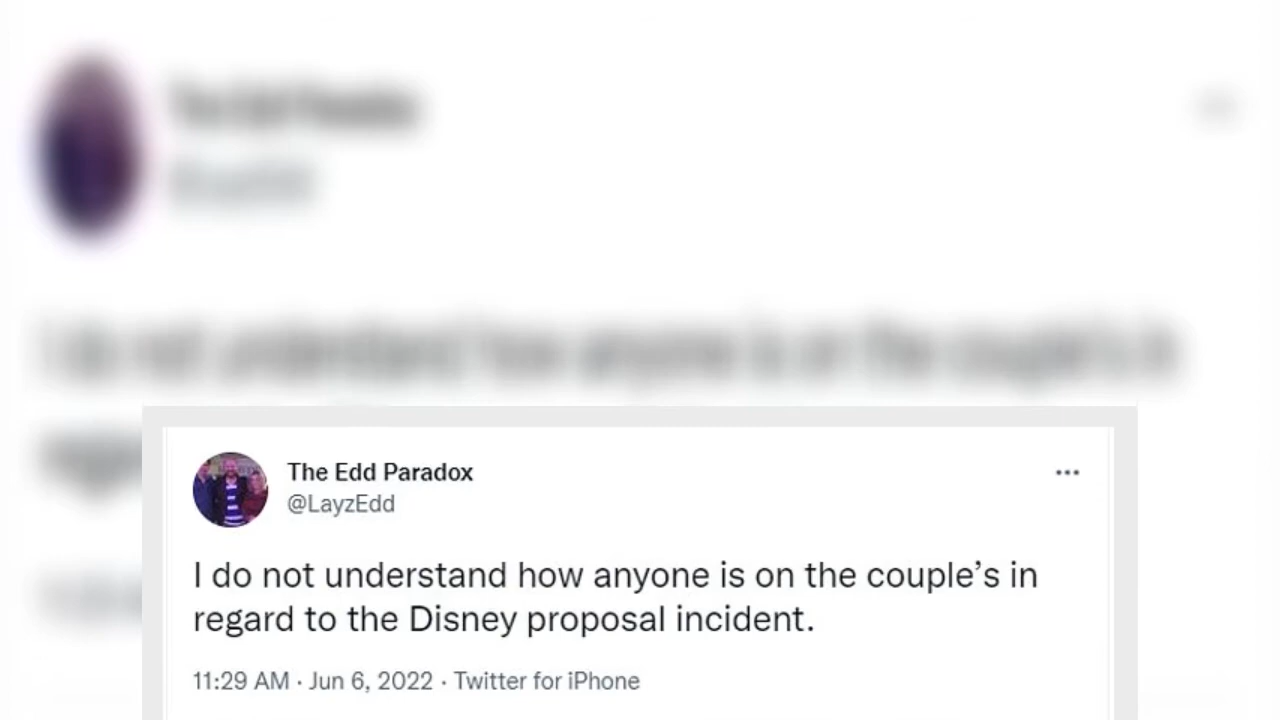 The Edd Paradox
@LayzEdd
I do not understand how anyone is on the couple’s in
regard to the Disney proposal incident.
11:29 AM · Jun 6, 2022 · Twitter for iPhone